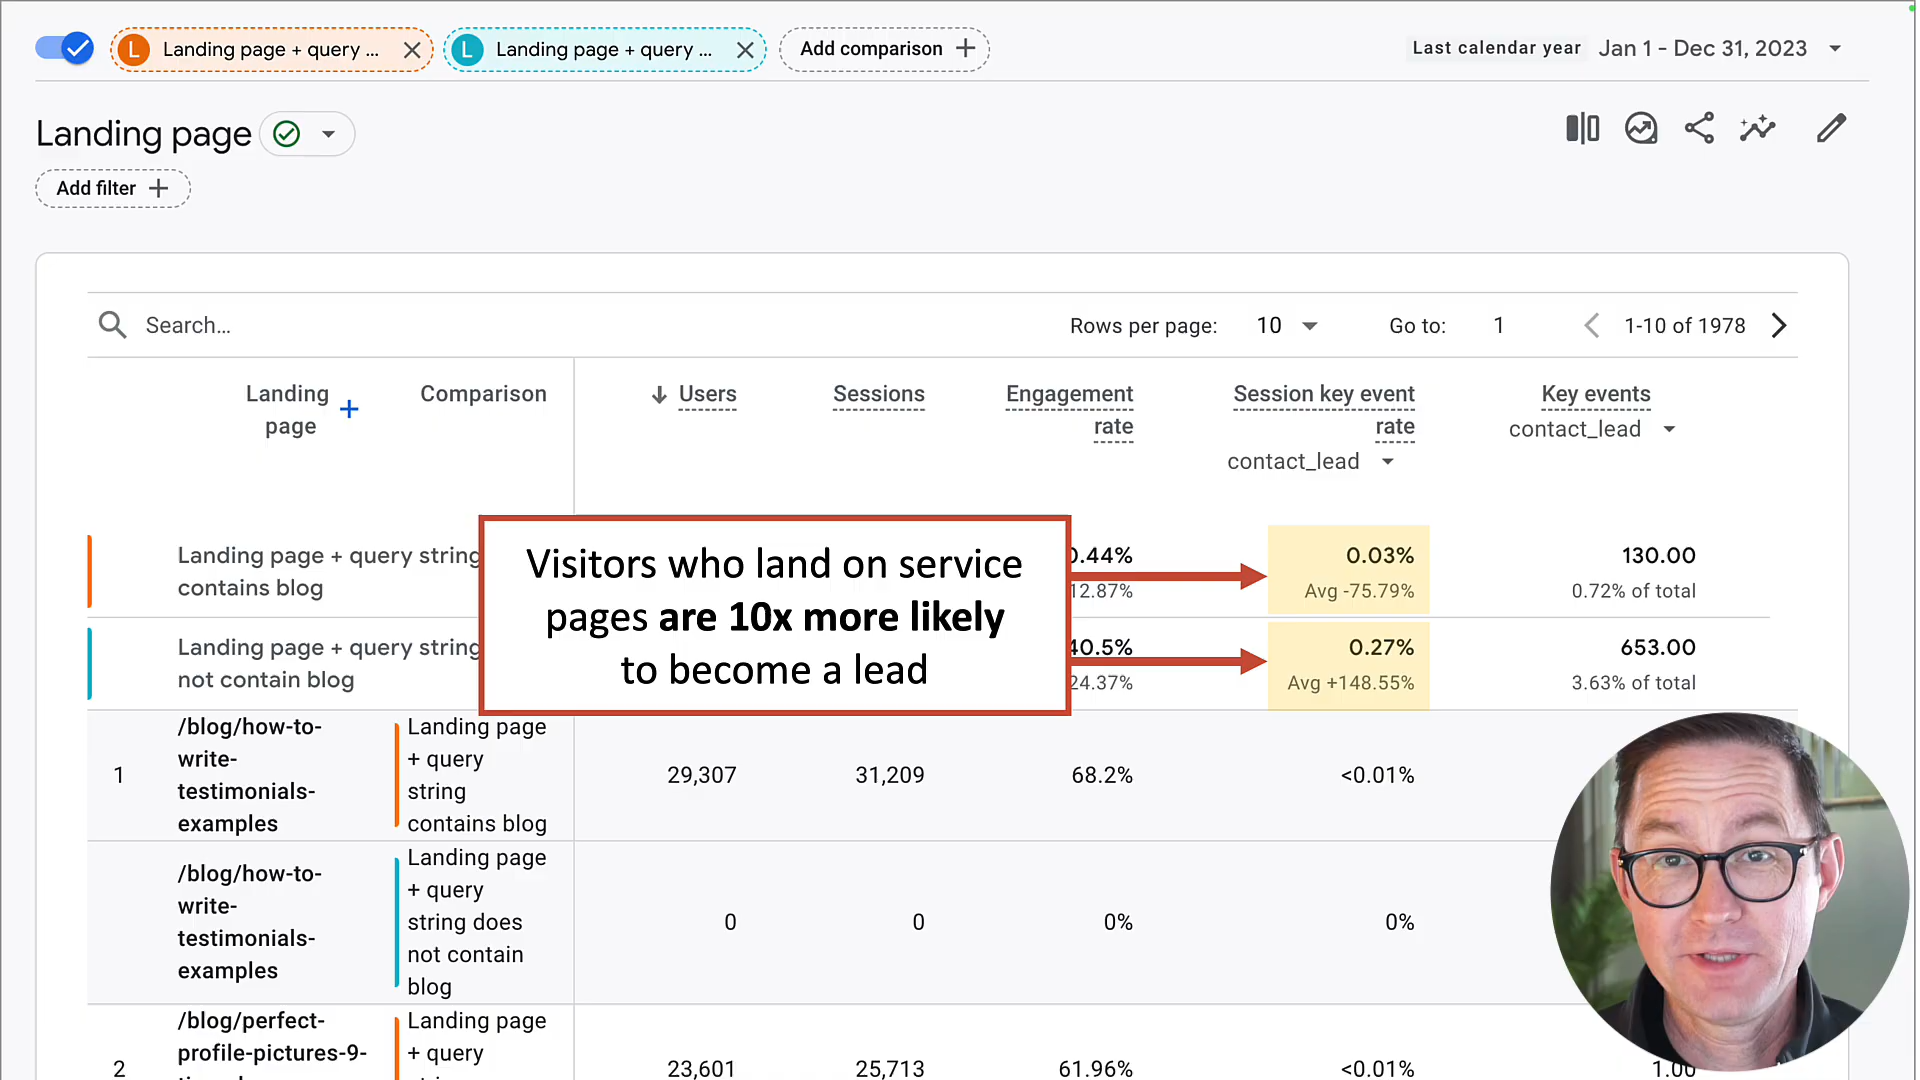 L Landing page + query ... L Landing page + query ... Add comparison + Last calendar year Jan 1 - Dec 31, 2023
Landing page
Add filter +
Search... Rows per page: 10 Go to: 1 1-10 of 1978
Landing page + Comparison Users Sessions Engagement rate Session key event rate Key events
contact_lead contact_lead
Landing page + query string
contains blog
0.44% 0.03% 130.00
12.87% Avg -75.79% 0.72% of total
Visitors who land on service
pages are 10x more likely
to become a lead
Landing page + query string
not contain blog
40.5% 0.27% 653.00
24.37% Avg +148.55% 3.63% of total
1 /blog/how-to-
write-
testimonials-
examples
Landing page
+ query
string
contains blog
29,307 31,209 68.2% <0.01%
/blog/how-to-
write-
testimonials-
examples
Landing page
+ query
string does
not contain
blog
0 0 0% 0%
2 /blog/perfect-
profile-pictures-9-
Landing page
+ query
23,601 25,713 61.96% <0.01% 1.00